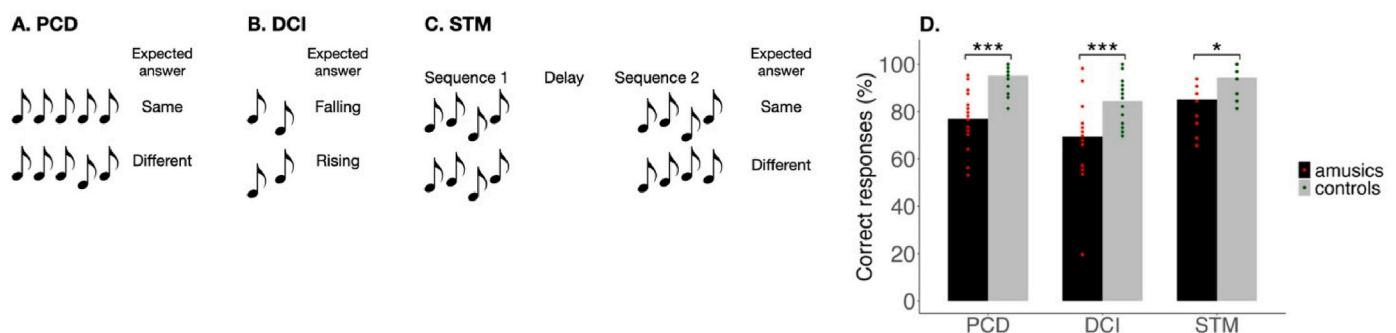 A. PCD
Expected
answer
Same
Different
B. DCI
Expected
answer
Falling
Rising
C. STM
Sequence 1 Delay Sequence 2
Expected
answer
Same
Different
D.
*** *** *
Correct responses (%)
100
80
60
40
20
0
PCD DCI STM
amusics
controls